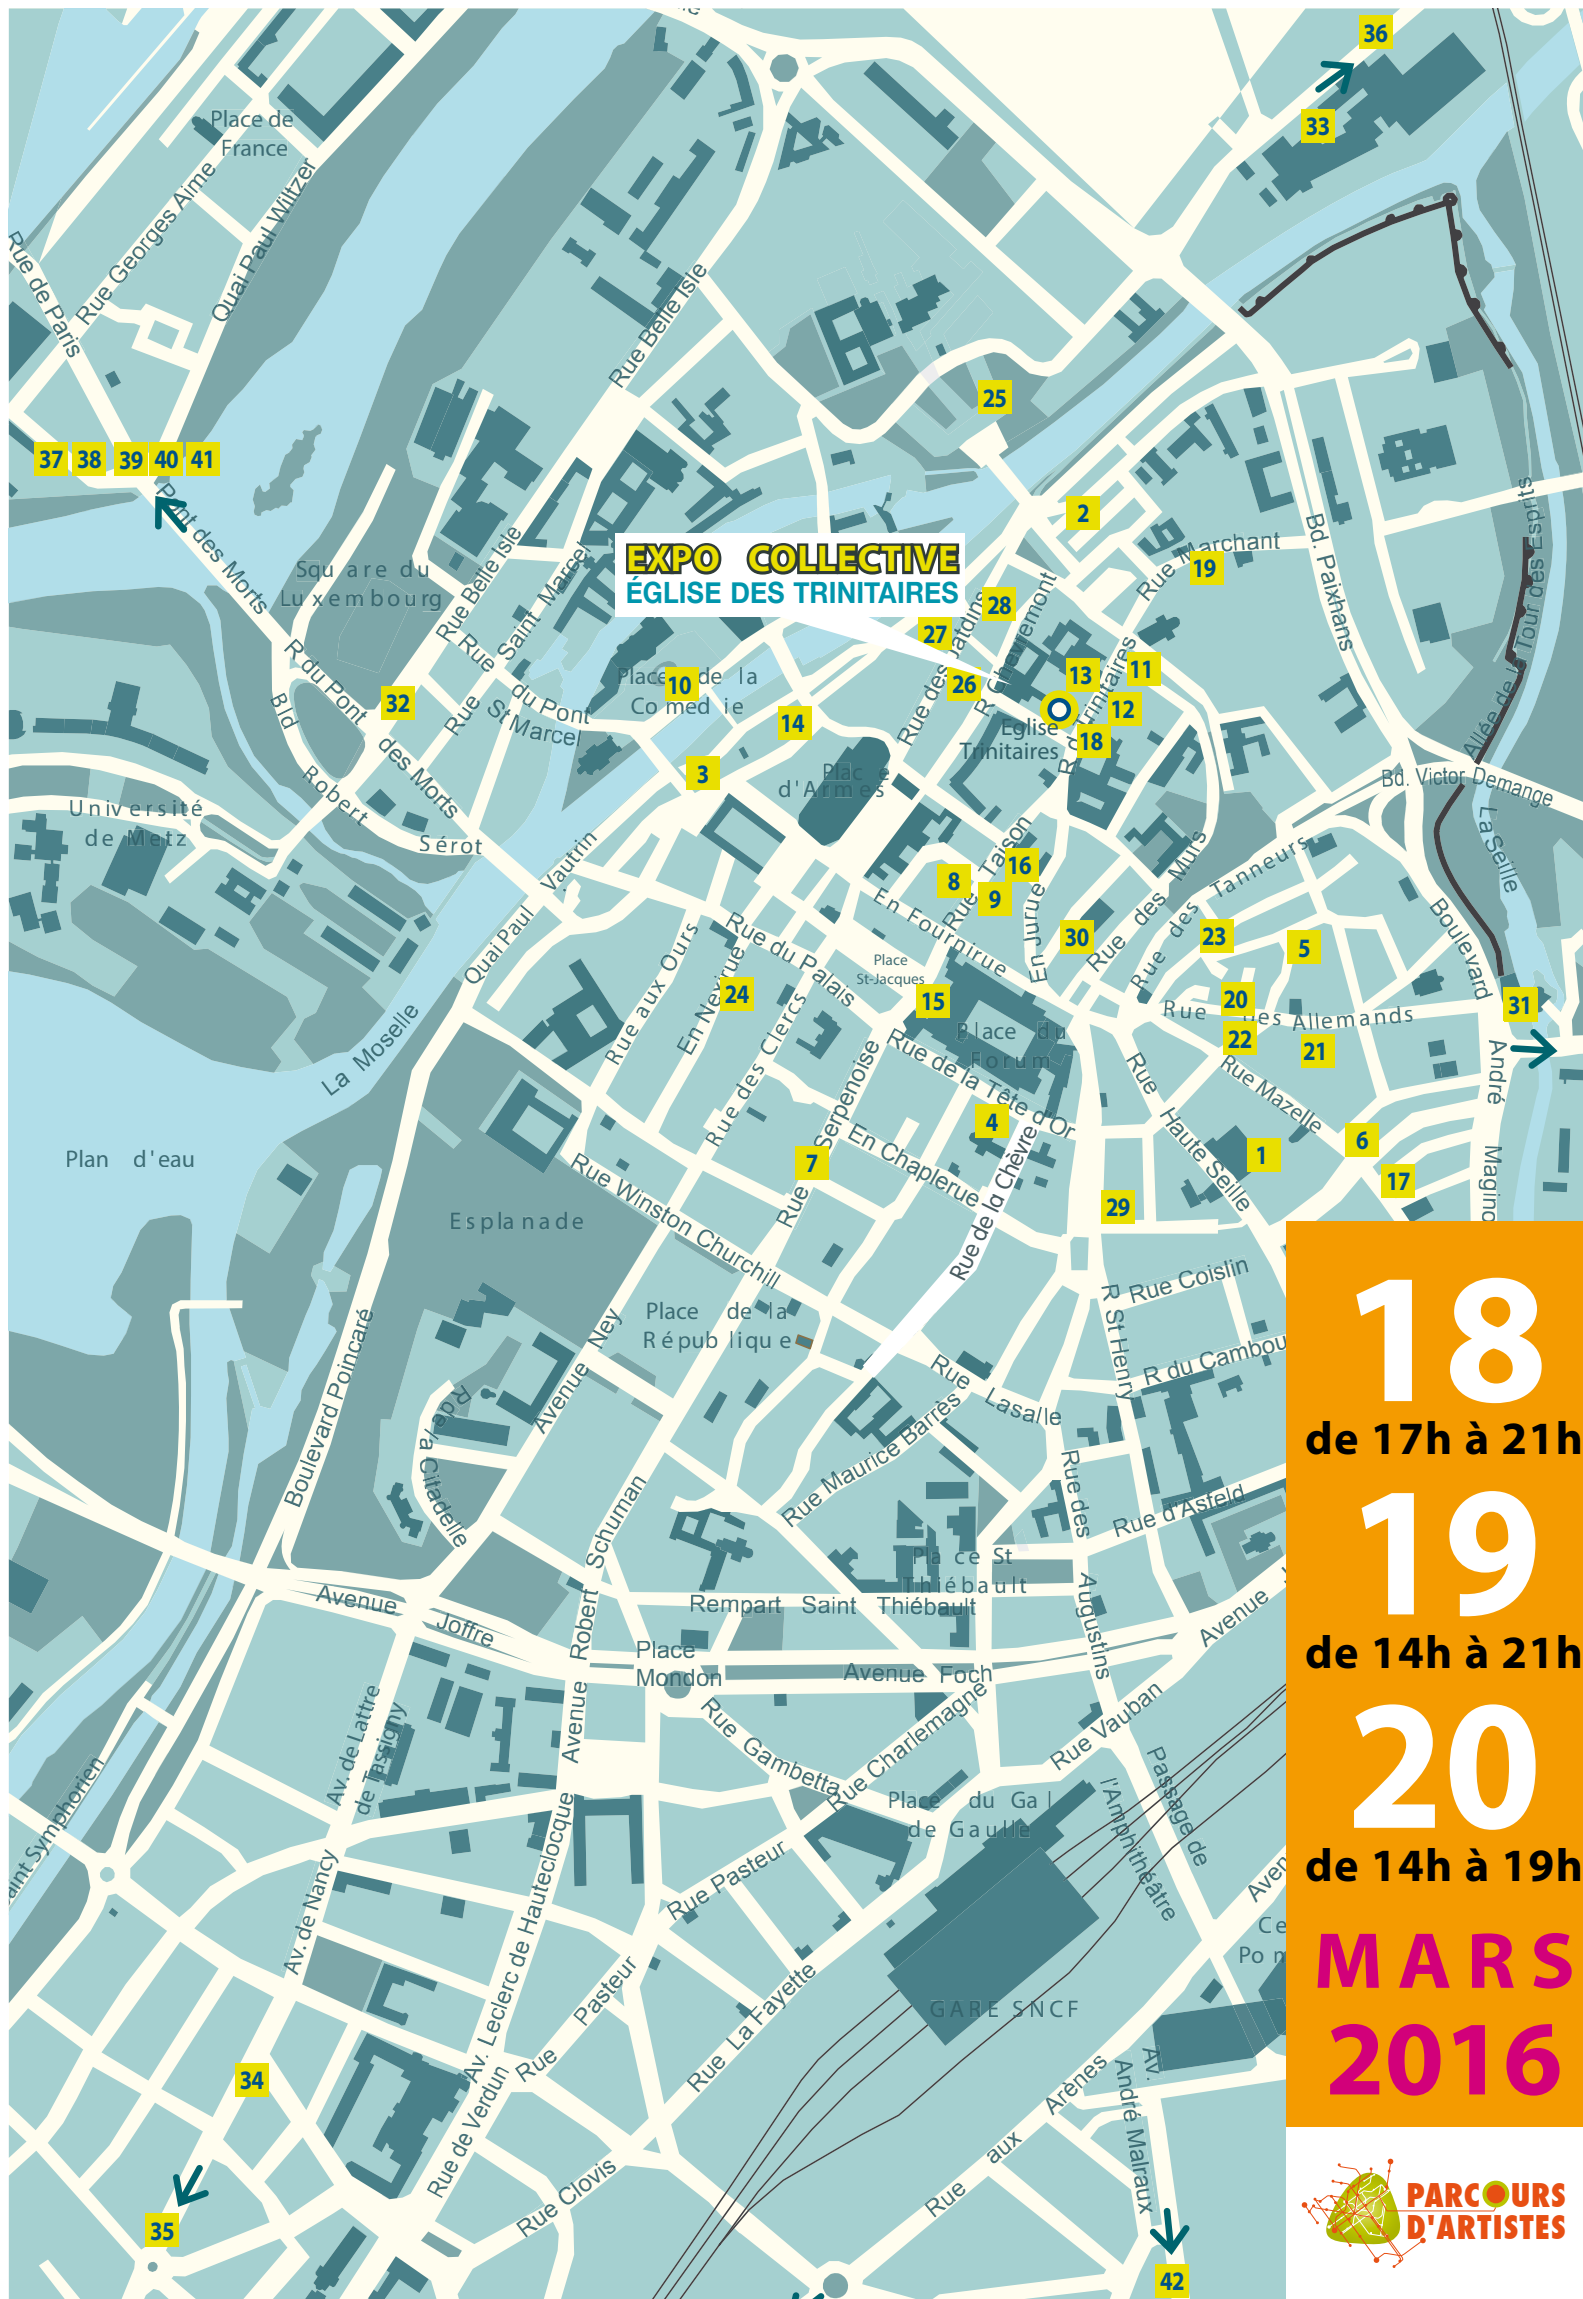 36
33
Place de
France
Rue Georges Aime
Quai Paul Wiltzer
Rue de Paris
Rue Belle Isle
25
37 38 39 40 41
Pont des Morts
2
Square du
Luxembourg
Rue Belle Isle
Rue Saint Marcel
EXPO COLLECTIVE
ÉGLISE DES TRINITAIRES
Rue Marchant
19
Bd. Paixhans
Allée de la Tour des Esprits
28
27
Rue des Jardins
R Chèvremont
R des Trinitaires
13
11
26
12
Eglise
Trinitaires
18
R du Pont
des Morts
32
Rue du Pont
St Marcel
Place de la
Comédie
10
14
3
Place
d'Armes
Bld
Robert
Sérot
Université
de Metz
Bd. Victor Demange
La Seille
Quai Paul Vautrin
Rue Taison
16
8
9
En Fournirue
En Jurue
30
Rue des Murs
Rue des Tanneurs
23
5
Boulevard
André
Magino
31
Rue du Palais
Rue aux Ours
En Nexirue
24
Rue des Clercs
Place
St-Jacques
15
Place du
Forum
Rue des Allemands
20
22
21
Rue Mazelle
La Moselle
Rue Serpenoise
Rue de la Tête d'Or
4
Rue Haute Seille
1
6
17
Plan d'eau
7
En Chaplerue
Rue de la Chèvre
29
Esplanade
Rue Winston Churchill
Rue Coislin
Place de la
République
R St Henry
R du Cambou
Boulevard Poincaré
Avenue Ney
R de la Citadelle
Rue Lasalle
Rue Maurice Barrès
Rue des
Augustins
Rue d'Asfeld
Place St
Thiébault
Rempart Saint Thiébault
Avenue
Avenue Joffre
Avenue Robert Schuman
Place
Mondon
Avenue Foch
Rue Gambetta
Rue Charlemagne
Rue Vauban
Passage de
l'Amphithéâtre
Av. de Lattre
de Tassigny
aint Symphorien
Place du Gal
de Gaulle
Rue Pasteur
Av. de Nancy
Av. Leclerc de Hauteclocque
Aven
Ce
Pom
GARE SNCF
Rue Pasteur
Rue La Fayette
34
Rue de Verdun
Rue Clovis
Rue aux Arènes
Av.
André Malraux
35
42
18
de 17h à 21h
19
de 14h à 21h
20
de 14h à 19h
MARS
2016
PARCOURS
D'ARTISTES